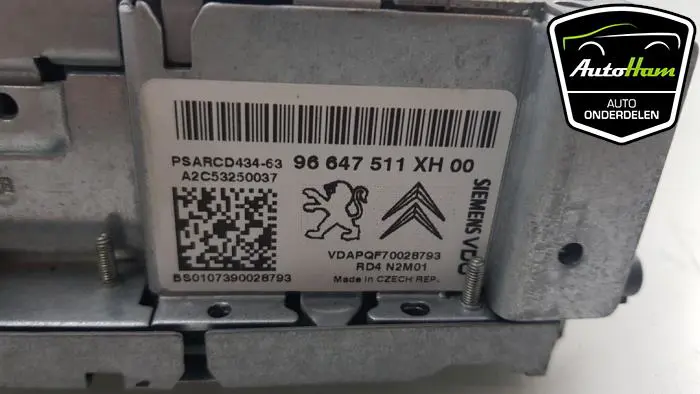 AutoHam
AUTO
ONDERDELEN
PSARCD434-63 96 647 511 XH 00
A2C53250037
SIEMENS VDO
VDAPQF70028793
RD4 N2M01
BS0107390028793
Made in CZECH REP.